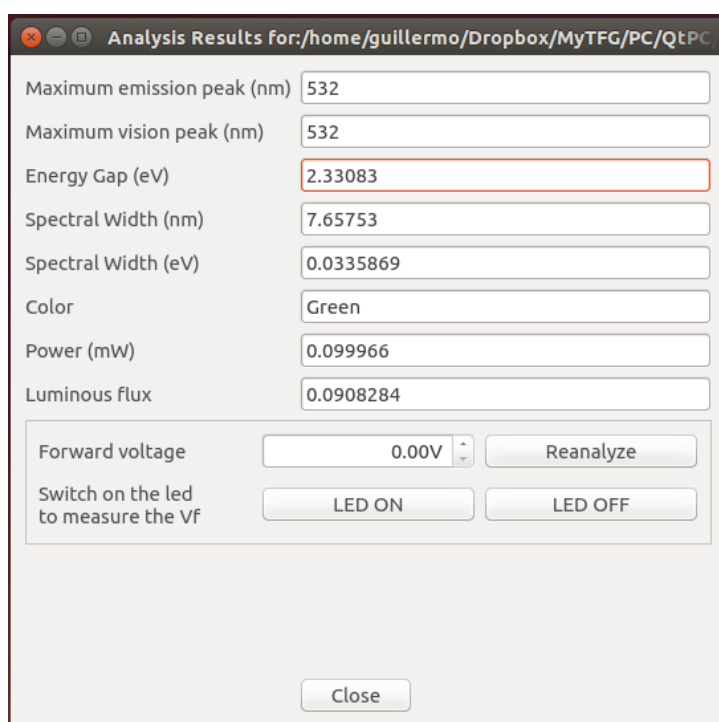 Analysis Results for:/home/guillermo/Dropbox/MyTFG/PC/QtPC
Maximum emission peak (nm) 532
Maximum vision peak (nm) 532
Energy Gap (eV) 2.33083
Spectral Width (nm) 7.65753
Spectral Width (eV) 0.0335869
Color Green
Power (mW) 0.099966
Luminous flux 0.0908284
Forward voltage 0.00V Reanalyze
Switch on the led
to measure the Vf LED ON LED OFF
Close